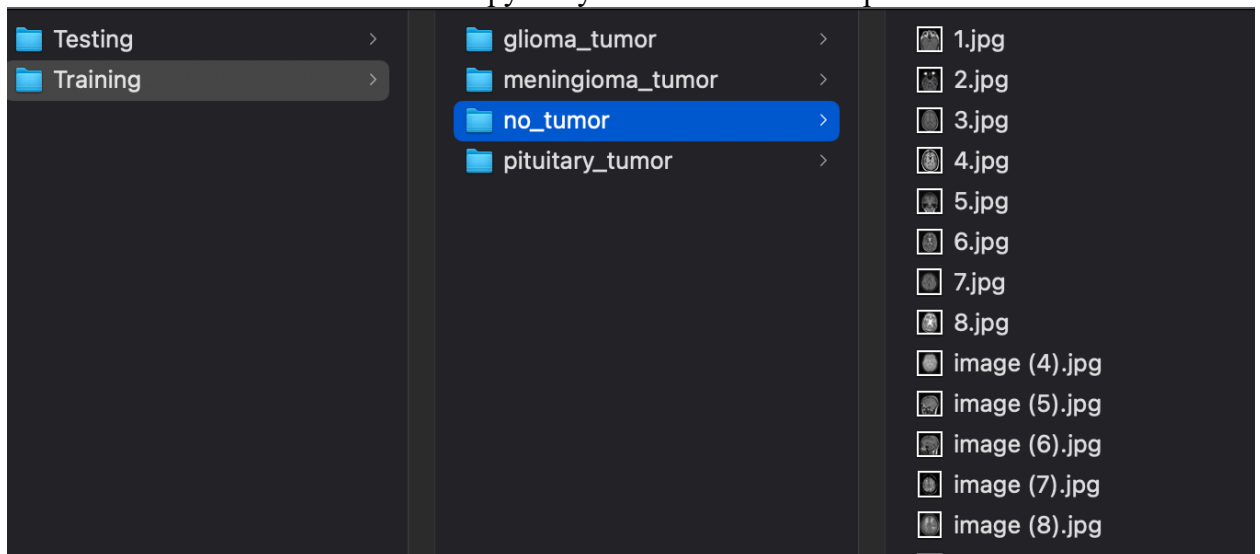 Testing
Training
glioma_tumor
meningioma_tumor
no_tumor
pituitary_tumor
1.jpg
2.jpg
3.jpg
4.jpg
5.jpg
6.jpg
7.jpg
8.jpg
image (4).jpg
image (5).jpg
image (6).jpg
image (7).jpg
image (8).jpg